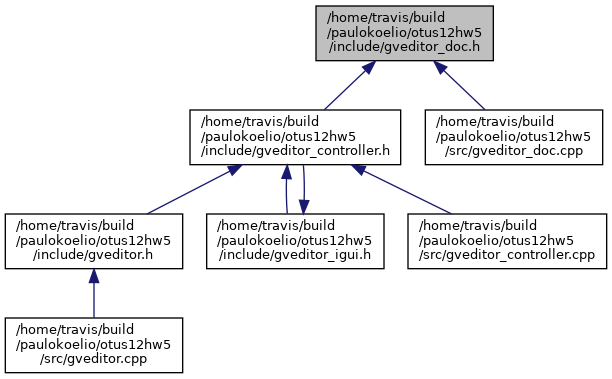 /home/travis/build
/paulokoelio/otus12hw5
/include/gveditor_doc.h
/home/travis/build
/paulokoelio/otus12hw5
/include/gveditor_controller.h
/home/travis/build
/paulokoelio/otus12hw5
/src/gveditor_doc.cpp
/home/travis/build
/paulokoelio/otus12hw5
/include/gveditor.h
/home/travis/build
/paulokoelio/otus12hw5
/include/gveditor_igui.h
/home/travis/build
/paulokoelio/otus12hw5
/src/gveditor_controller.cpp
/home/travis/build
/paulokoelio/otus12hw5
/src/gveditor.cpp